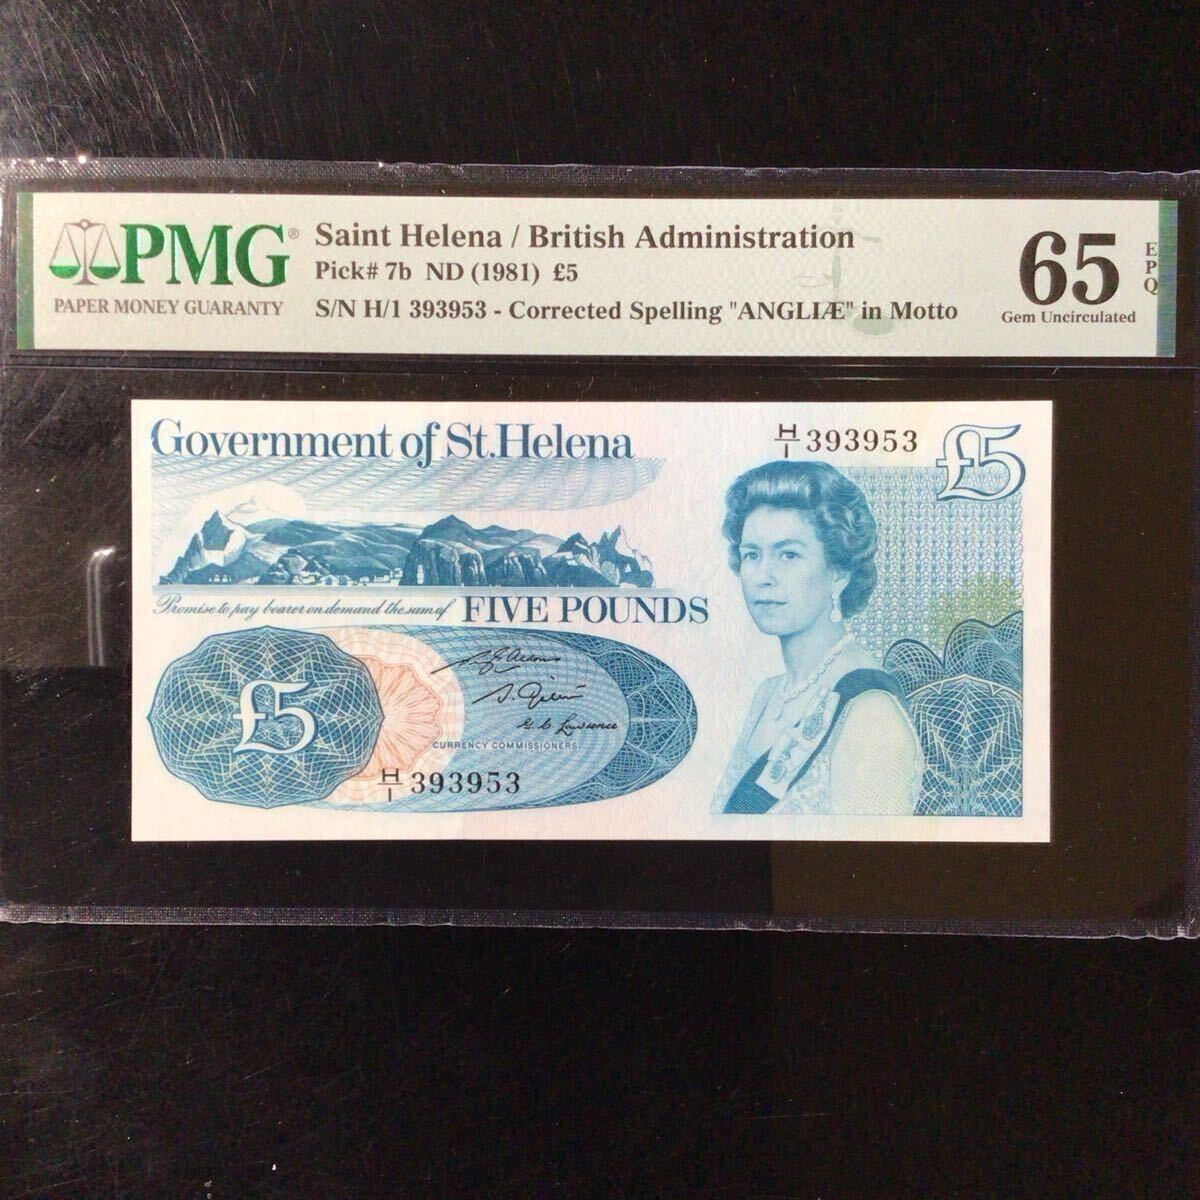 PMG®
PAPER MONEY GUARANTY
Saint Helena / British Administration
Pick# 7b ND (1981) £5
S/N H/1 393953 - Corrected Spelling "ANGLIÆ" in Motto
65
Gem Uncirculated
EPQ
Government of St.Helena
H/1 393953
£5
Promise to pay bearer on demand the sum of FIVE POUNDS
£5
G. C. Lawrence
CURRENCY COMMISSIONERS
H/1 393953